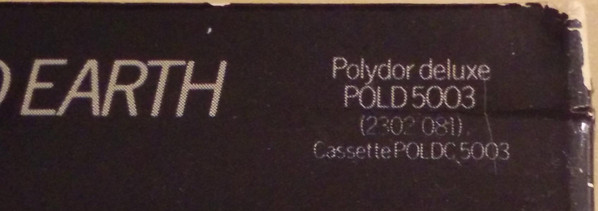 EARTH
Polydor deluxe
POLD 5003
(2302 081)
Cassette POLDC 5003